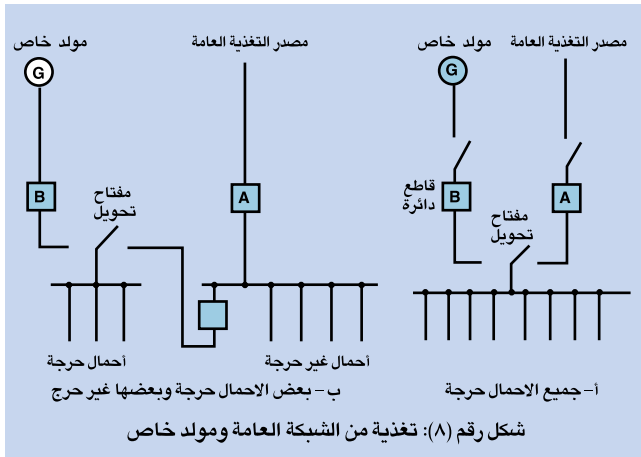 مصدر التغذية العامة
مولد خاص
G
A
قاطع
دائرة
B
مفتاح
تحويل
أ- جميع الاحمال حرجة
مصدر التغذية العامة
مولد خاص
G
A
B
مفتاح
تحويل
أحمال غير حرجة
أحمال حرجة
ب- بعض الاحمال حرجة وبعضها غير حرج
شكل رقم (٨): تغذية من الشبكة العامة ومولد خاص